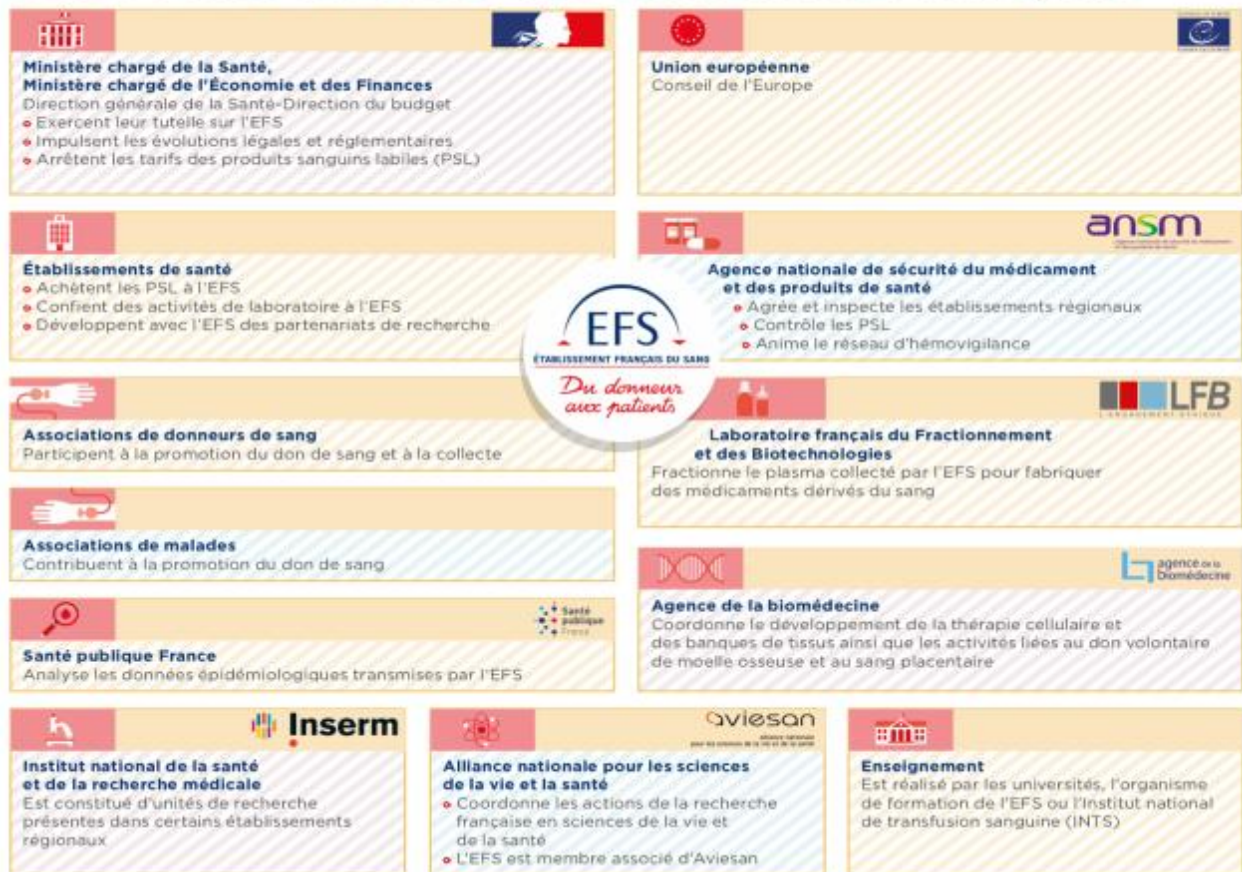 Ministère chargé de la Santé,
Ministère chargé de l'Économie et des Finances
Direction générale de la Santé-Direction du budget
Exercent leur tutelle sur l'EFS
Impulsent les évolutions légales et réglementaires
Arrêtent les tarifs des produits sanguins labiles (PSL)
Union européenne
Conseil de l'Europe
Établissements de santé
Achètent les PSL à l'EFS
Confient des activités de laboratoire à l'EFS
Développent avec l'EFS des partenariats de recherche
ansm
Agence nationale de sécurité du médicament
et des produits de santé
Agrée et inspecte les établissements régionaux
Contrôle les PSL
Anime le réseau d'hémovigilance
EFS
ÉTABLISSEMENT FRANÇAIS DU SANG
Du donneur
aux patients
Associations de donneurs de sang
Participent à la promotion du don de sang et à la collecte
LFB
Laboratoire français du Fractionnement
et des Biotechnologies
Fractionne le plasma collecté par l'EFS pour fabriquer
des médicaments dérivés du sang
Associations de malades
Contribuent à la promotion du don de sang
agence de la
biomédecine
Agence de la biomédecine
Coordonne le développement de la thérapie cellulaire et
des banques de tissus ainsi que les activités liées au don volontaire
de moelle osseuse et au sang placentaire
Santé
publique
France
Santé publique France
Analyse les données épidémiologiques transmises par l'EFS
Inserm
Institut national de la santé
et de la recherche médicale
Est constitué d'unités de recherche
présentes dans certains établissements
régionaux
aviesan
alliance nationale
pour les sciences de la vie et de la santé
Alliance nationale pour les sciences
de la vie et la santé
Coordonne les actions de la recherche
française en sciences de la vie et
de la santé
L'EFS est membre associé d'Aviesan
Enseignement
Est réalisé par les universités, l'organisme
de formation de l'EFS ou l'Institut national
de transfusion sanguine (INTS)